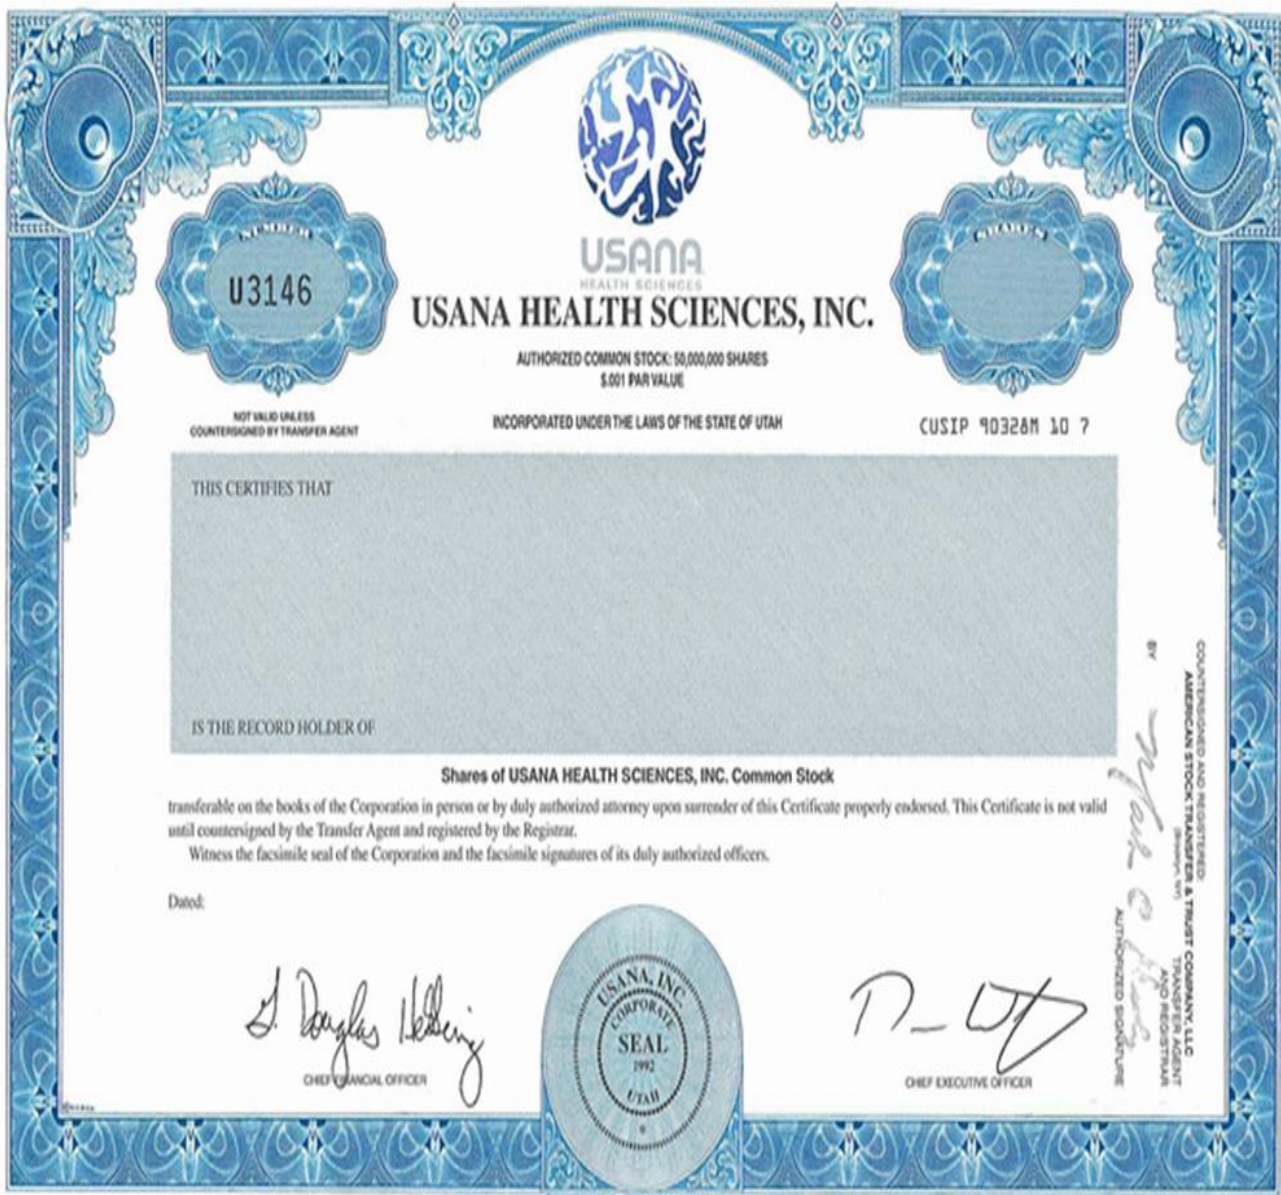 NUMBER
U3146
SHARES
USANA
HEALTH SCIENCES
USANA HEALTH SCIENCES, INC.
AUTHORIZED COMMON STOCK: 50,000,000 SHARES
$.001 PAR VALUE
NOT VALID UNLESS
COUNTERSIGNED BY TRANSFER AGENT
INCORPORATED UNDER THE LAWS OF THE STATE OF UTAH
CUSIP 90328M 10 7
THIS CERTIFIES THAT
IS THE RECORD HOLDER OF
Shares of USANA HEALTH SCIENCES, INC. Common Stock
transferable on the books of the Corporation in person or by duly authorized attorney upon surrender of this Certificate properly endorsed. This Certificate is not valid
until countersigned by the Transfer Agent and registered by the Registrar.
Witness the facsimile seal of the Corporation and the facsimile signatures of its duly authorized officers.
Dated:
G. Douglas Hekking
CHIEF FINANCIAL OFFICER
USANA, INC.
CORPORATE
SEAL
1992
UTAH
CHIEF EXECUTIVE OFFICER
COUNTERSIGNED AND REGISTERED:
AMERICAN STOCK TRANSFER & TRUST COMPANY, LLC
(Brooklyn, NY)
TRANSFER AGENT
AND REGISTRAR
BY
AUTHORIZED SIGNATURE